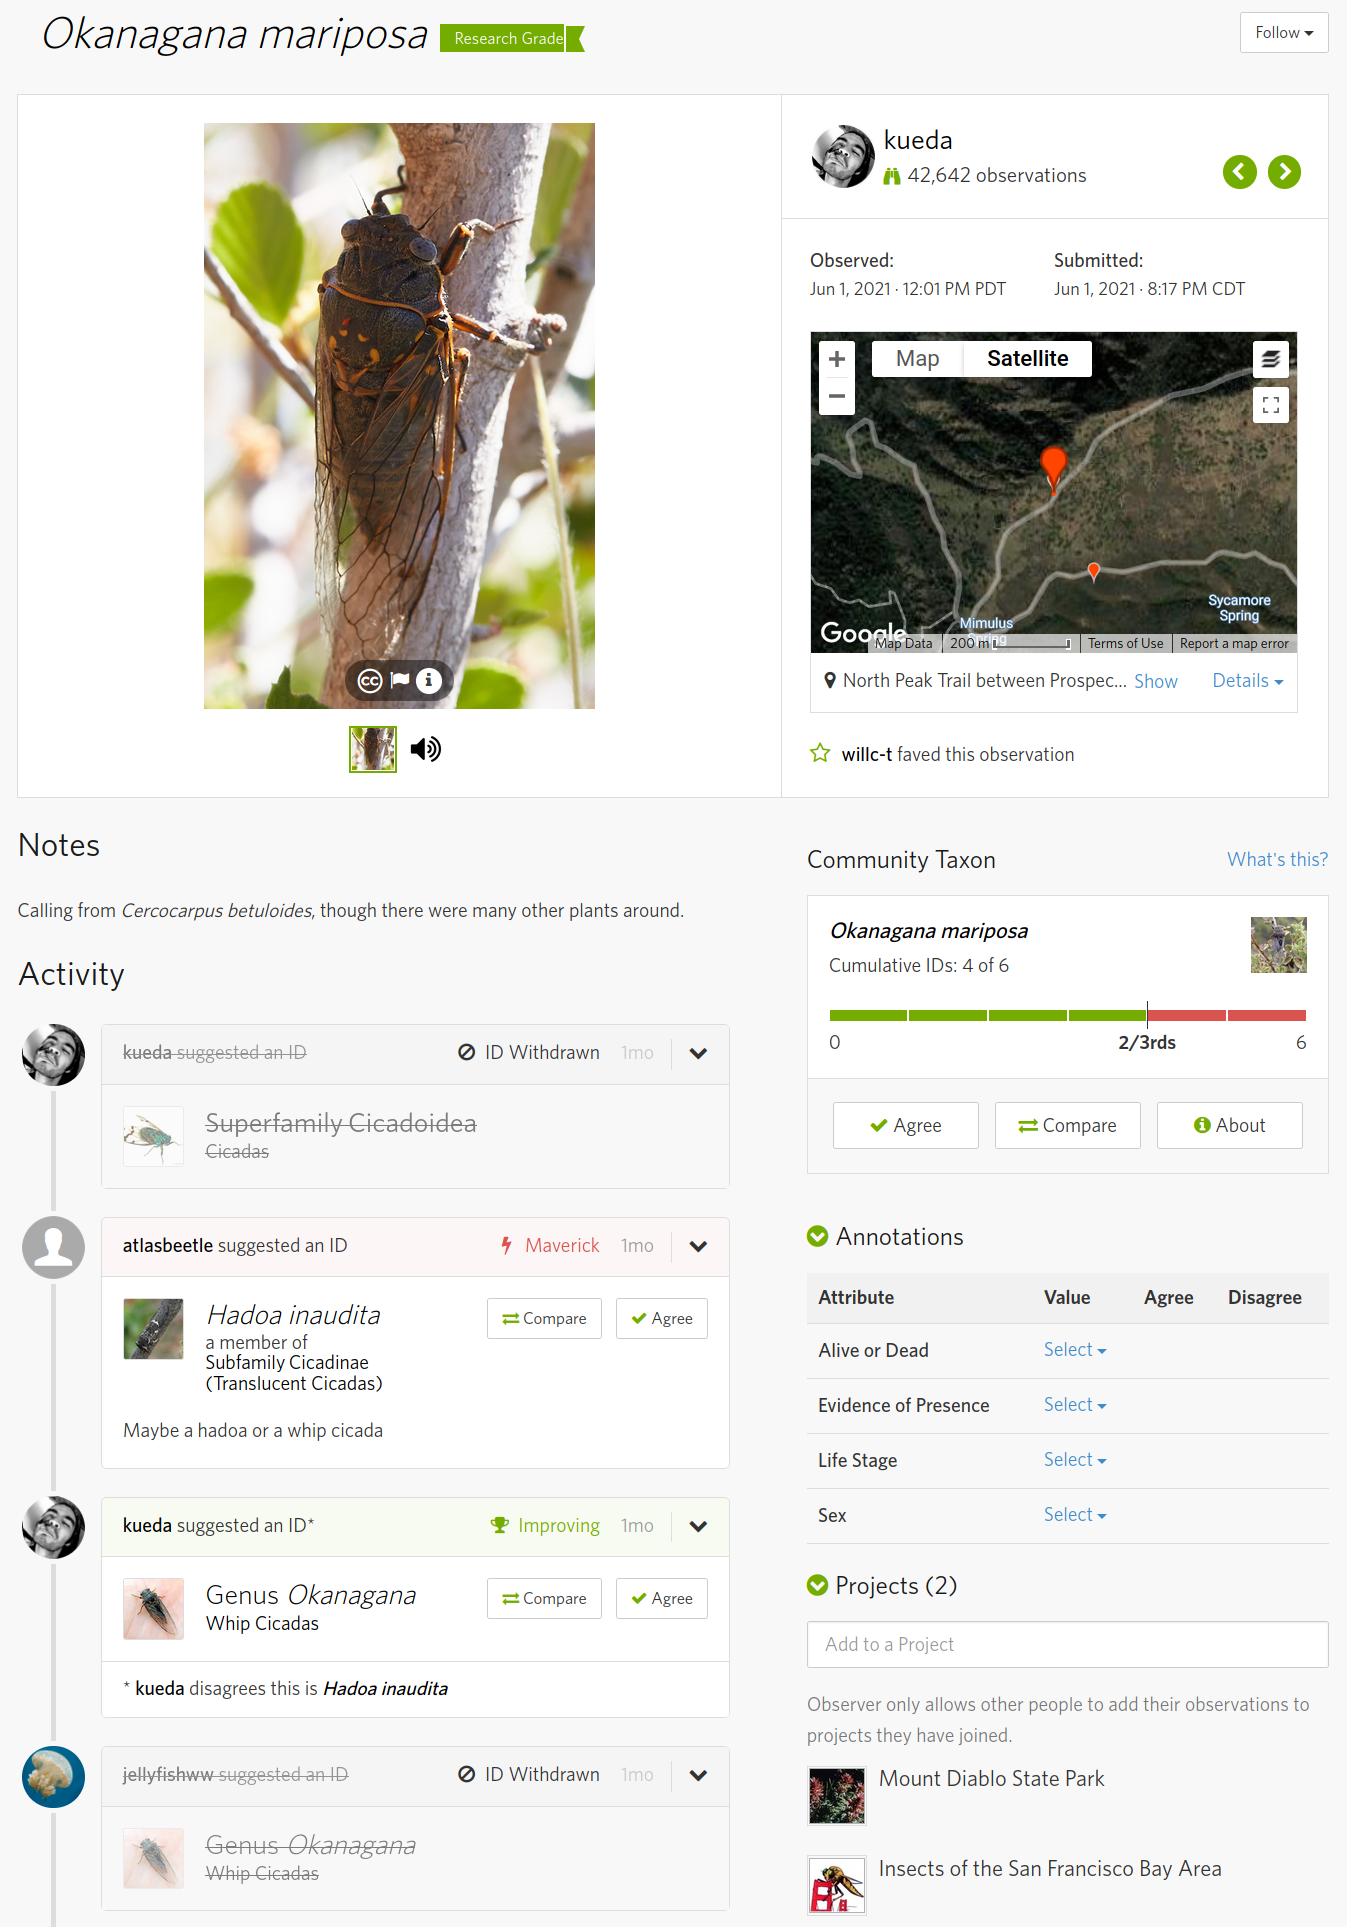 Okanagana mariposa Research Grade
Follow
kueda
42,642 observations
Observed:
Jun 1, 2021 · 12:01 PM PDT
Submitted:
Jun 1, 2021 · 8:17 PM CDT
Map Satellite
Sycamore
Spring
Mimulus
Spring
Google
Map Data 200 m Terms of Use Report a map error
North Peak Trail between Prospec... Show Details
willc-t faved this observation
Notes
Calling from Cercocarpus betuloides, though there were many other plants around.
Activity
kueda suggested an ID ID Withdrawn 1mo
Superfamily Cicadoidea
Cicadas
atlasbeetle suggested an ID Maverick 1mo
Hadoa inaudita
a member of
Subfamily Cicadinae
(Translucent Cicadas)
Compare Agree
Maybe a hadoa or a whip cicada
kueda suggested an ID* Improving 1mo
Genus Okanagana
Whip Cicadas
Compare Agree
* kueda disagrees this is Hadoa inaudita
jellyfishww suggested an ID ID Withdrawn 1mo
Genus Okanagana
Whip Cicadas
Community Taxon What's this?
Okanagana mariposa
Cumulative IDs: 4 of 6
0 2/3rds 6
Agree Compare About
Annotations
Attribute Value Agree Disagree
Alive or Dead Select
Evidence of Presence Select
Life Stage Select
Sex Select
Projects (2)
Add to a Project
Observer only allows other people to add their observations to
projects they have joined.
Mount Diablo State Park
Insects of the San Francisco Bay Area